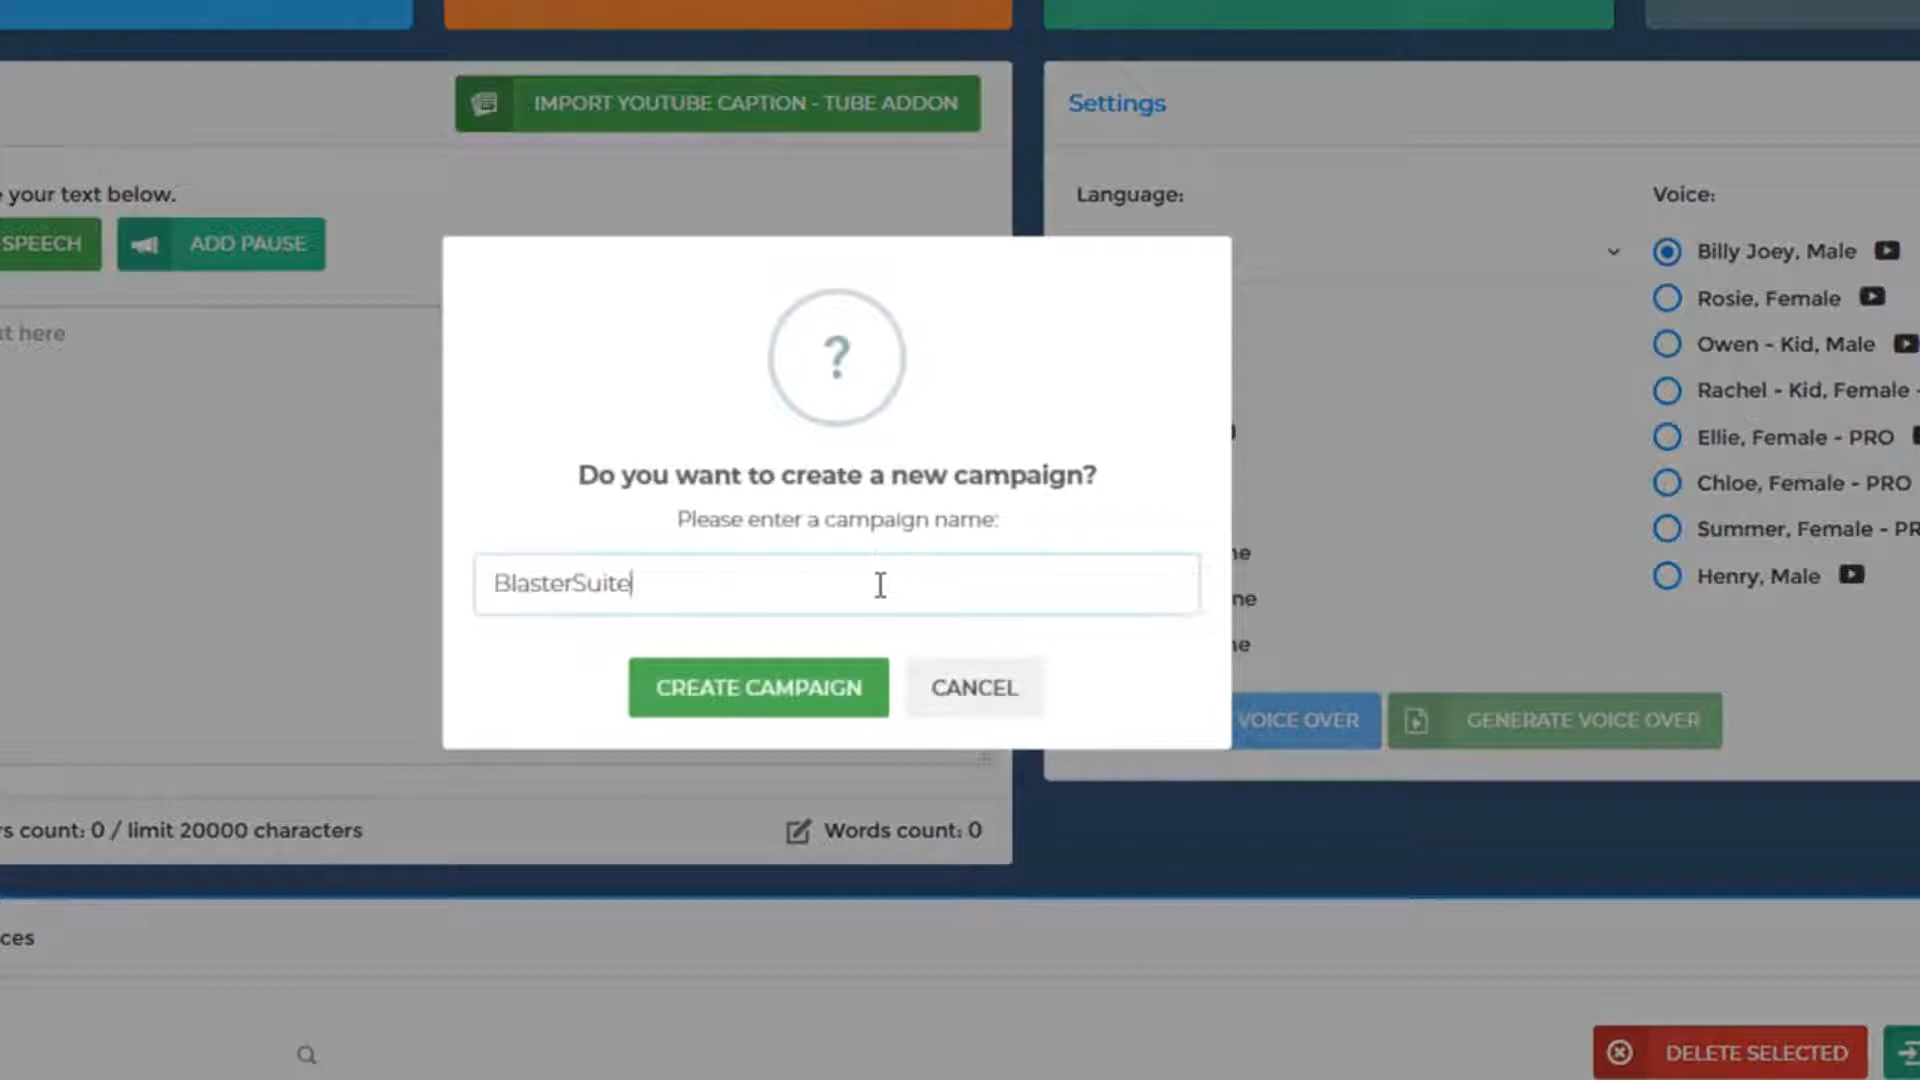 IMPORT YOUTUBE CAPTION - TUBE ADDON
Settings
your text below.
Language:
Voice:
SPEECH
ADD PAUSE
Billy Joey, Male
Rosie, Female
here
Owen - Kid, Male
?
Rachel - Kid, Female -
Ellie, Female - PRO
Do you want to create a new campaign?
Chloe, Female - PRO
Please enter a campaign name:
Summer, Female - PR
BlasterSuite
Henry, Male
CREATE CAMPAIGN
CANCEL
VOICE OVER
GENERATE VOICE OVER
count: 0 / limit 20000 characters
Words count: 0
DELETE SELECTED